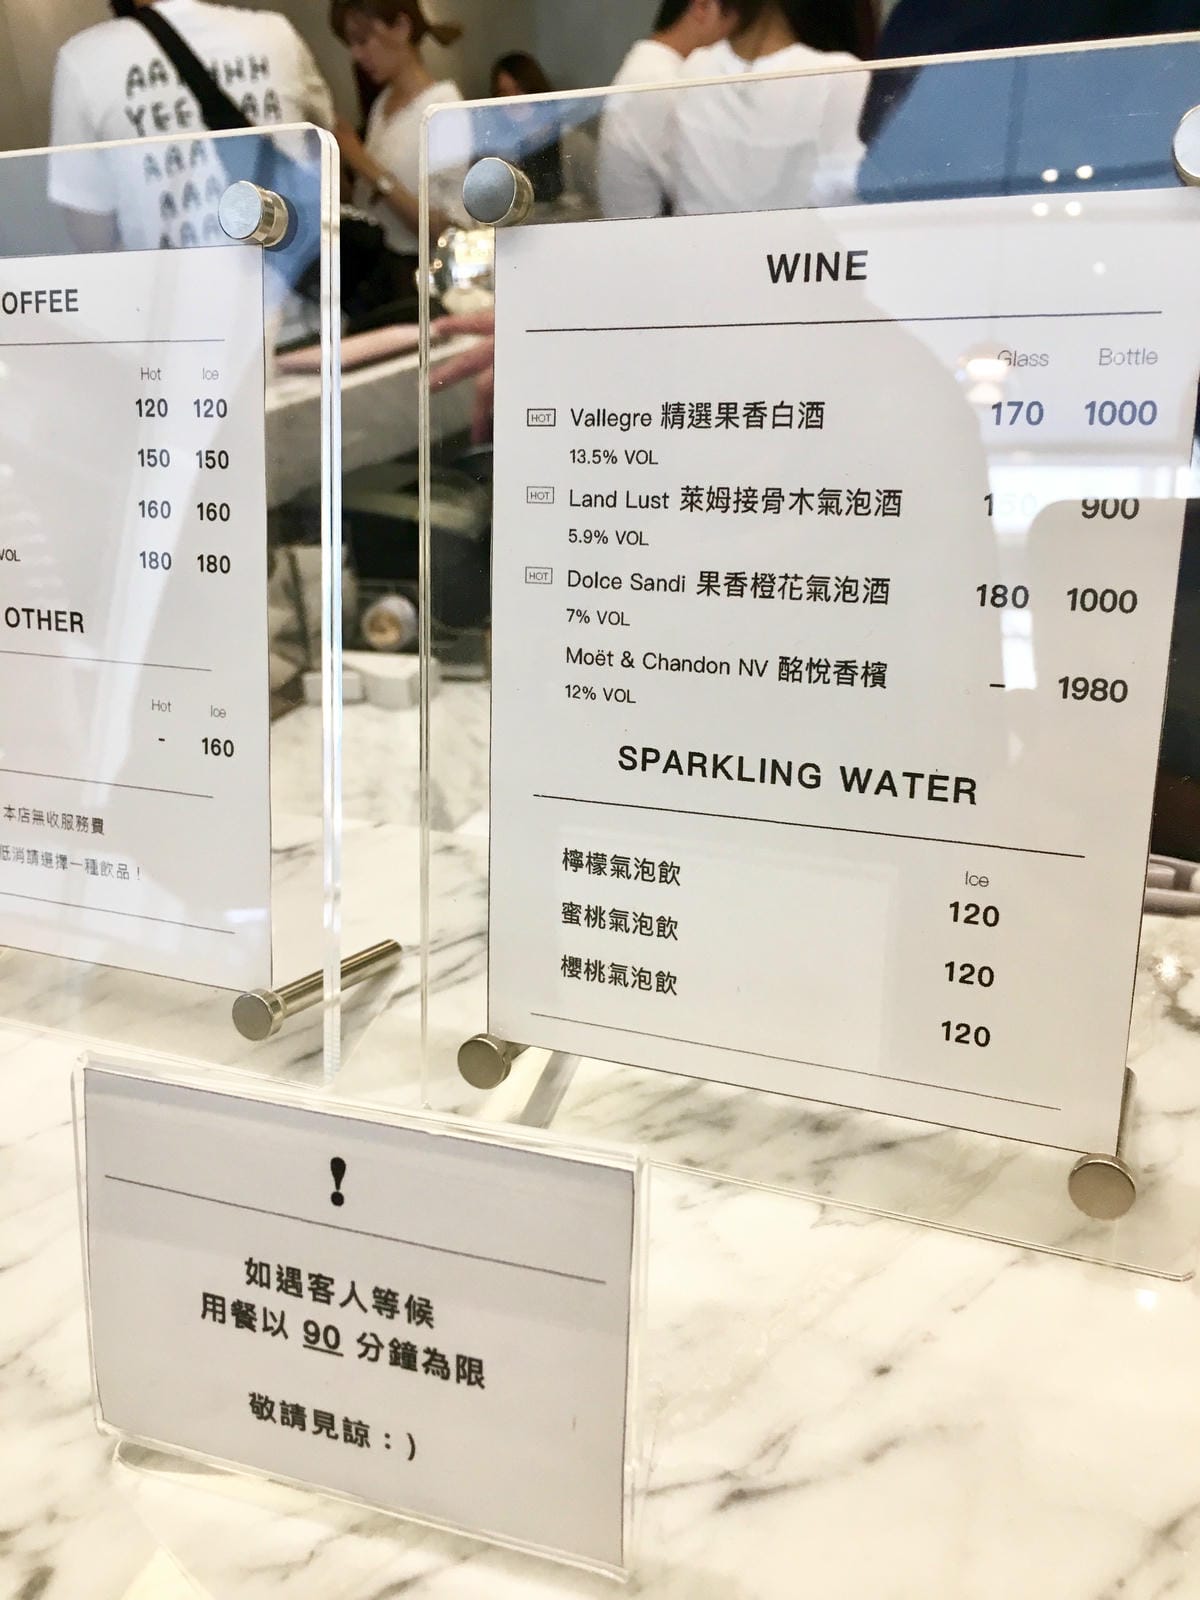 AAHHHH
AAA
AAA
AAA
OFFEE
Hot Ice
120 120
150 150
160 160
VOL 180 180
OTHER
Hot Ice
- 160
本店無收服務費
低消請選擇一種飲品！
WINE
Glass Bottle
HOT Vallegre 精選果香白酒 170 1000
13.5% VOL
HOT Land Lust 萊姆接骨木氣泡酒 150 900
5.9% VOL
HOT Dolce Sandi 果香橙花氣泡酒 180 1000
7% VOL
Moët & Chandon NV 酩悅香檳 - 1980
12% VOL
SPARKLING WATER
Ice
檸檬氣泡飲 120
蜜桃氣泡飲 120
櫻桃氣泡飲 120
!
如遇客人等候
用餐以 90 分鐘為限
敬請見諒：)